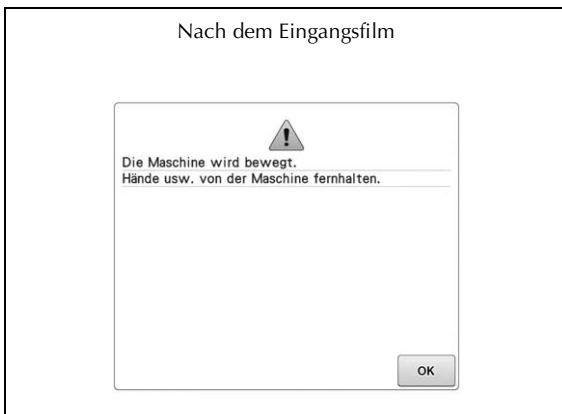 Nach dem Eingangsfilm
Die Maschine wird bewegt.
Hände usw. von der Maschine fernhalten.
OK